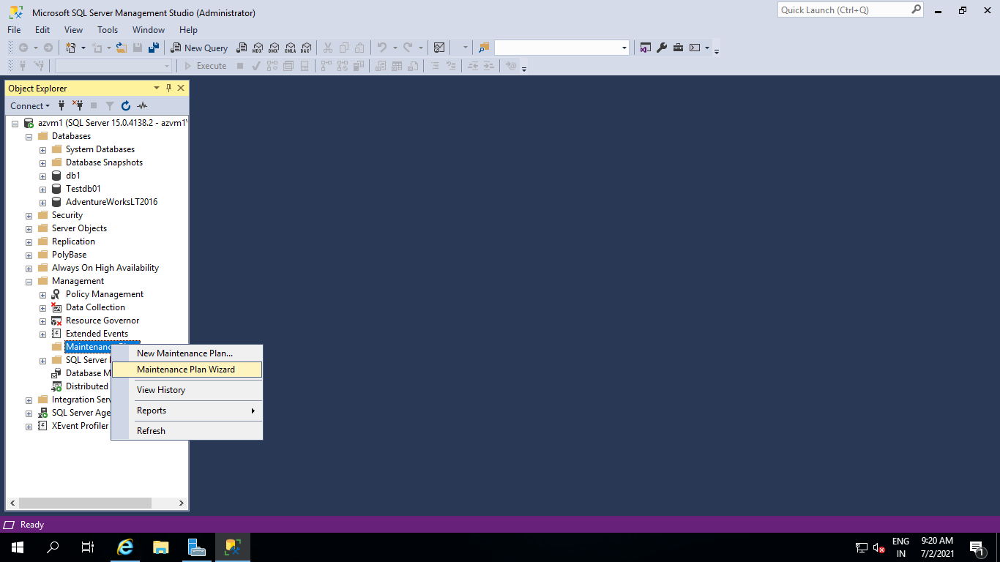 Microsoft SQL Server Management Studio (Administrator)
Quick Launch (Ctrl+Q)
File Edit View Tools Window Help
New Query
MDX DMX XMLA DAX
Execute
Object Explorer
Connect
azvm1 (SQL Server 15.0.4138.2 - azvm1\
Databases
System Databases
Database Snapshots
db1
Testdb01
AdventureWorksLT2016
Security
Server Objects
Replication
PolyBase
Always On High Availability
Management
Policy Management
Data Collection
Resource Governor
Extended Events
Maintenance
SQL Server
Database M
Distributed
Integration Serv
SQL Server Age
XEvent Profiler
New Maintenance Plan...
Maintenance Plan Wizard
View History
Reports
Refresh
Ready
ENG
IN
9:20 AM
7/2/2021
1